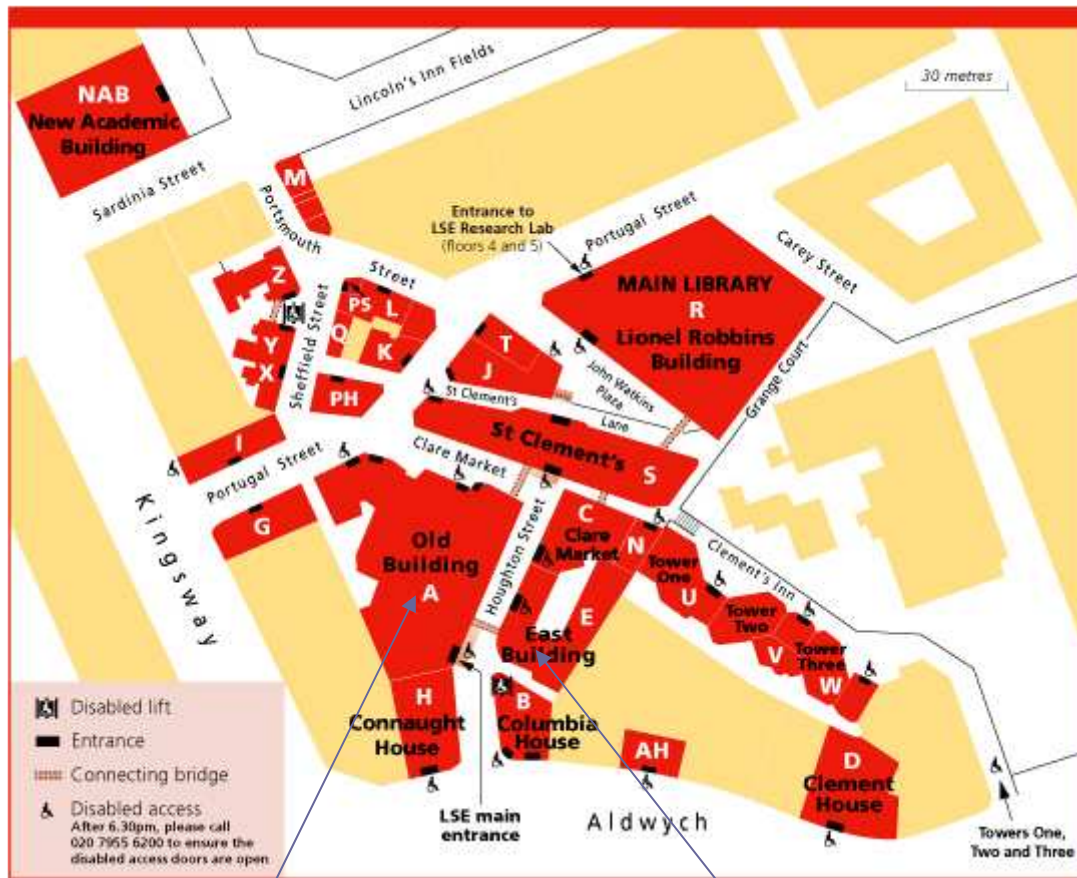 NAB
New Academic
Building
Lincoln's Inn Fields
30 metres
Sardinia Street
M
Portsmouth
Street
Entrance to
LSE Research Lab
(floors 4 and 5)
Portugal Street
Carey Street
MAIN LIBRARY
R
Lionel Robbins
Building
Z
Y
X
Sheffield Street
PS
L
Q
K
PH
T
J
St Clement's
Lane
John Watkins
Plaza
Grange Court
I
Portugal Street
Clare Market
St Clement's
S
Kingsway
G
Old
Building
A
Houghton Street
C
Clare
Market
N
E
East
Building
Tower
One
U
Clement's Inn
Tower
Two
V
Tower
Three
W
H
Connaught
House
B
Columbia
House
AH
D
Clement
House
LSE main
entrance
Aldwych
Towers One,
Two and Three
Disabled lift
Entrance
Connecting bridge
Disabled access
After 6.30pm, please call
020 7955 6200 to ensure the
disabled access doors are open